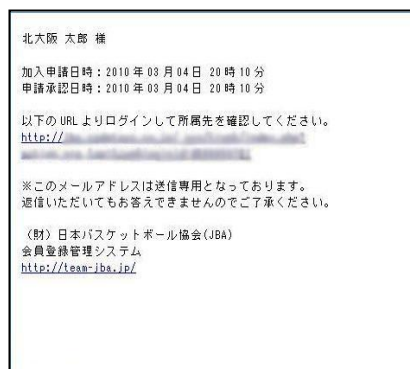 北大阪 太郎 様
加入申請日時：2010年03月04日 20時10分
申請承認日時：2010年03月04日 20時10分
以下のURLよりログインして所属先を確認してください。
http://
※このメールアドレスは送信専用となっております。
返信いただいてもお答えできませんのでご了承ください。
（財）日本バスケットボール協会(JBA)
会員登録管理システム
http://team-jba.jp/